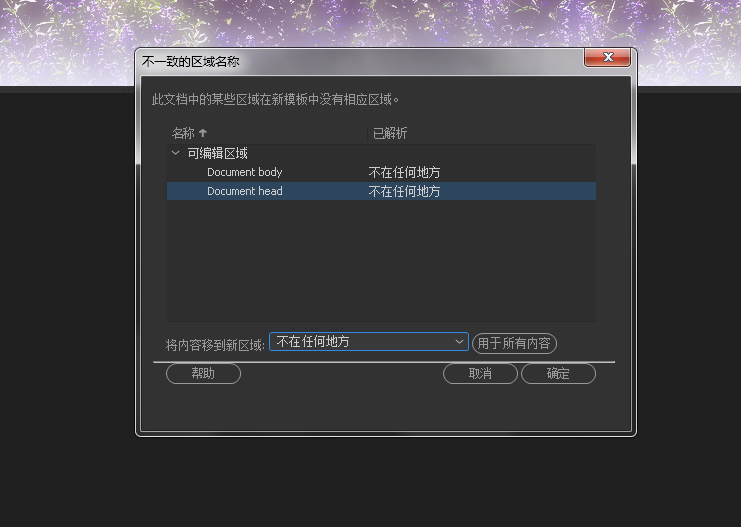 不一致的区域名称
此文档中的某些区域在新模板中没有相应区域。
名称 已解析
可编辑区域
Document body 不在任何地方
Document head 不在任何地方
将内容移到新区域: 不在任何地方 用于所有内容
帮助 取消 确定